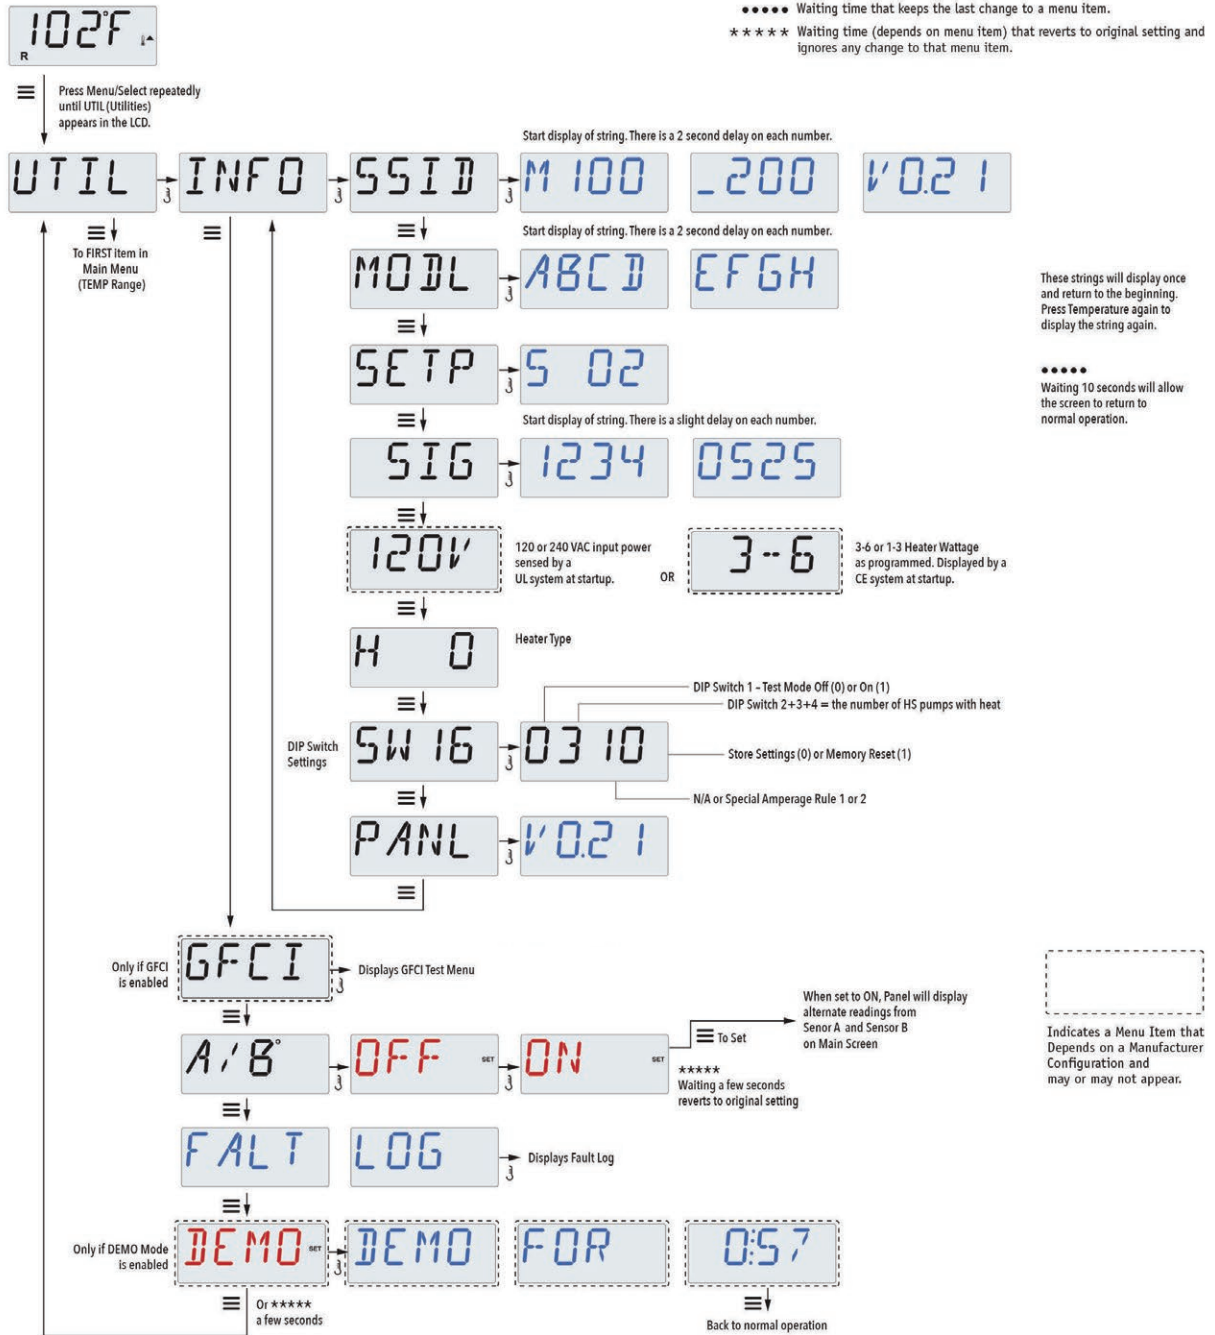 102°F
R
••••• Waiting time that keeps the last change to a menu item.
***** Waiting time (depends on menu item) that reverts to original setting and
ignores any change to that menu item.
Press Menu/Select repeatedly
until UTIL (Utilities)
appears in the LCD.
Start display of string. There is a 2 second delay on each number.
UTIL INFO SSID M100 _200 V0.21
To FIRST item in
Main Menu
(TEMP Range)
Start display of string. There is a 2 second delay on each number.
MODL ABCD EFGH
These strings will display once
and return to the beginning.
Press Temperature again to
display the string again.
•••••
Waiting 10 seconds will allow
the screen to return to
normal operation.
SETP S 02
Start display of string. There is a slight delay on each number.
SIG 1234 0525
120V
120 or 240 VAC input power
sensed by a
UL system at startup.
OR
3-6
3-6 or 1-3 Heater Wattage
as programmed. Displayed by a
CE system at startup.
H 0
Heater Type
DIP Switch 1 – Test Mode Off (0) or On (1)
DIP Switch 2+3+4 = the number of HS pumps with heat
DIP Switch
Settings
SW16 0310
Store Settings (0) or Memory Reset (1)
N/A or Special Amperage Rule 1 or 2
PANL V0.21
Only if GFCI
is enabled
GFCI
Displays GFCI Test Menu
Indicates a Menu Item that
Depends on a Manufacturer
Configuration and
may or may not appear.
A/B° OFF SET ON SET
To Set
When set to ON, Panel will display
alternate readings from
Senor A and Sensor B
on Main Screen
*****
Waiting a few seconds
reverts to original setting
FALT LOG
Displays Fault Log
Only if DEMO Mode
is enabled
DEMO SET DEMO FOR 0:57
Or *****
a few seconds
Back to normal operation